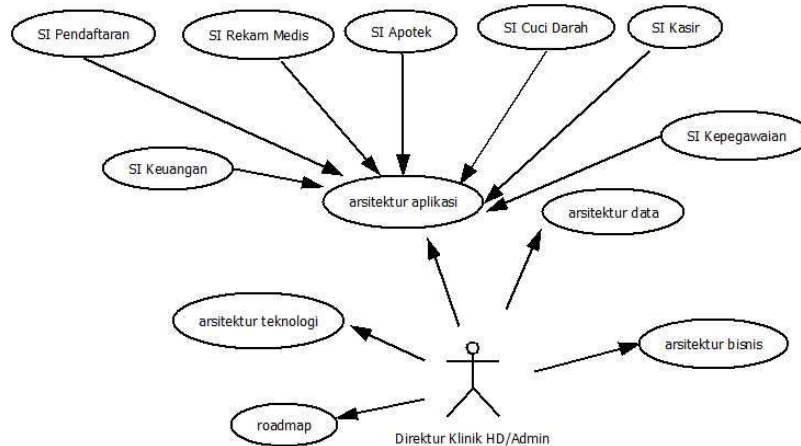 SI Pendaftaran
SI Rekam Medis
SI Apotek
SI Cuci Darah
SI Kasir
SI Keuangan
SI Kepegawaian
arsitektur aplikasi
arsitektur data
arsitektur teknologi
arsitektur bisnis
roadmap
Direktur Klinik HD/Admin